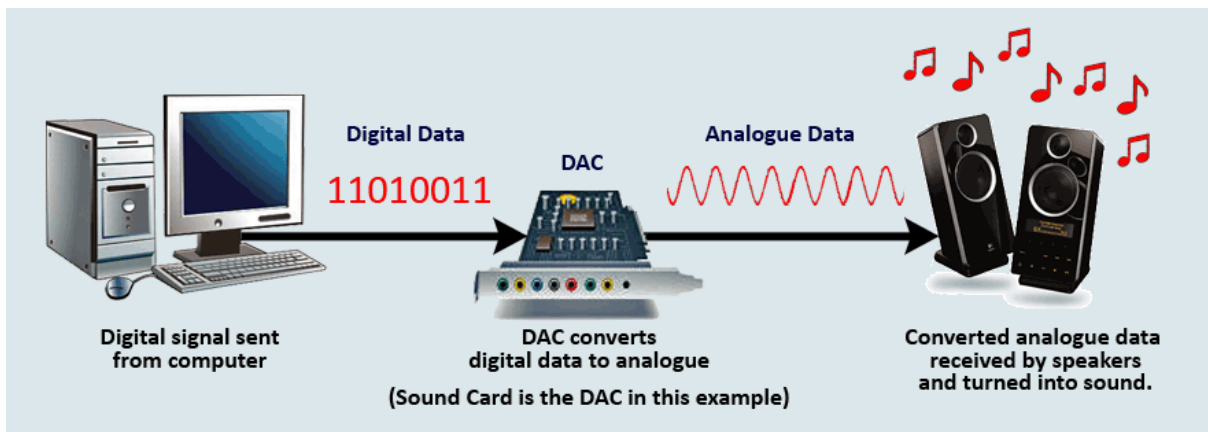 Digital Data
11010011
DAC
Analogue Data
Digital signal sent
from computer
DAC converts
digital data to analogue
(Sound Card is the DAC in this example)
Converted analogue data
received by speakers
and turned into sound.